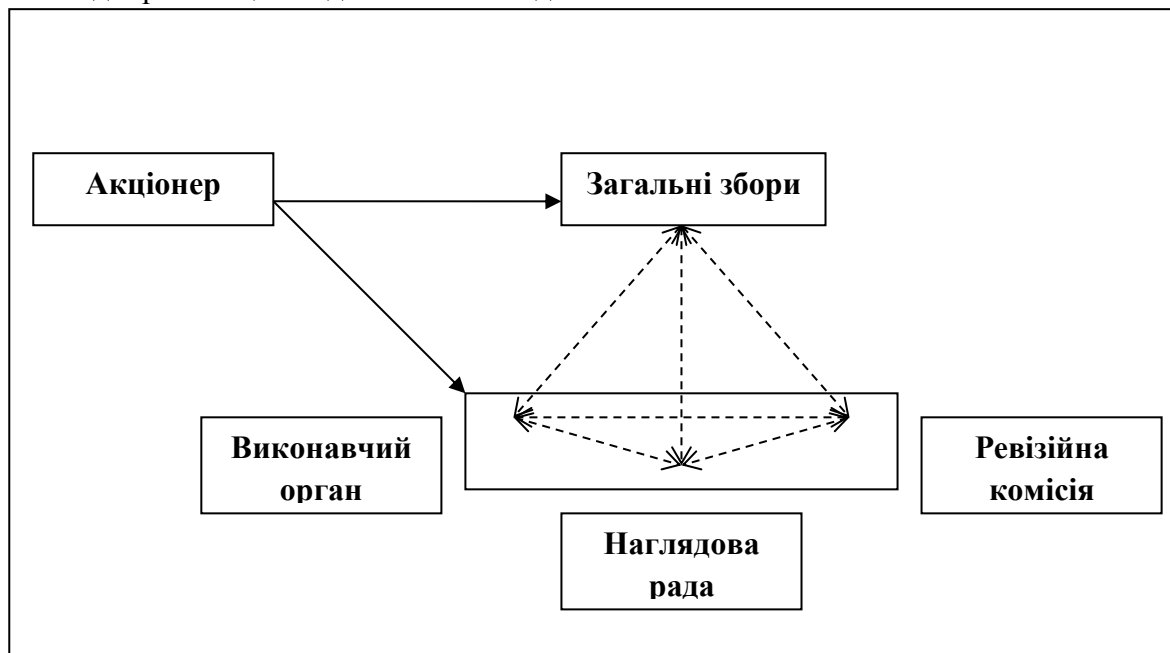 Акціонер
Загальні збори
Виконавчий
орган
Ревізійна
комісія
Наглядова
рада